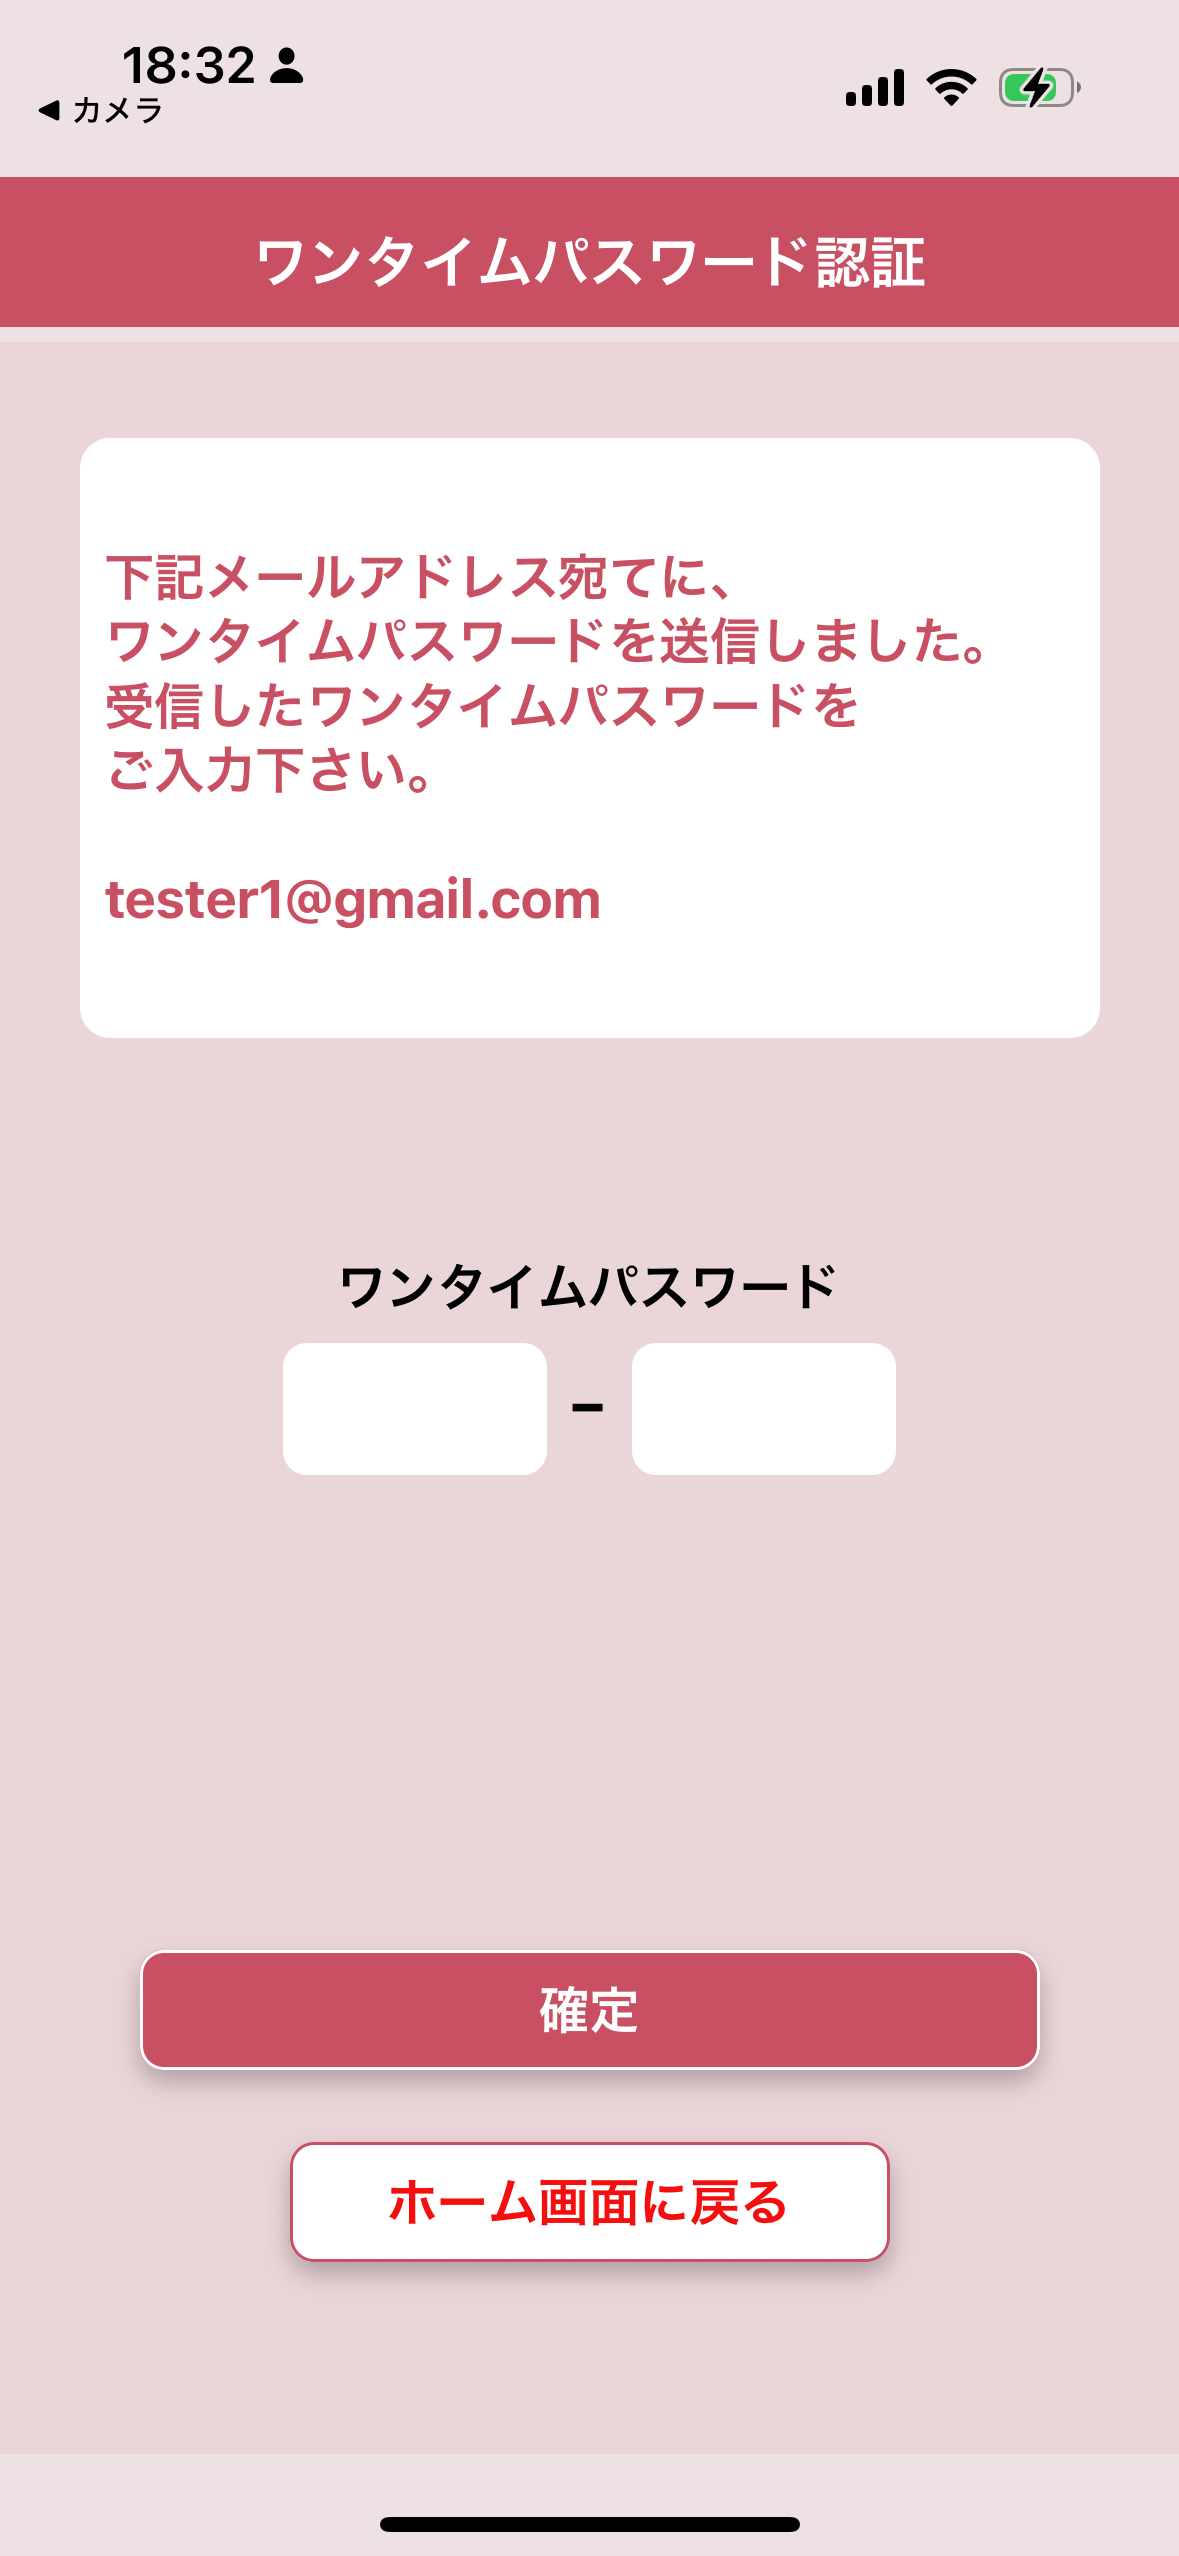 18:32
◀ カメラ
ワンタイムパスワード認証
下記メールアドレス宛てに、
ワンタイムパスワードを送信しました。
受信したワンタイムパスワードを
ご入力下さい。
tester1@gmail.com
ワンタイムパスワード
–
確定
ホーム画面に戻る